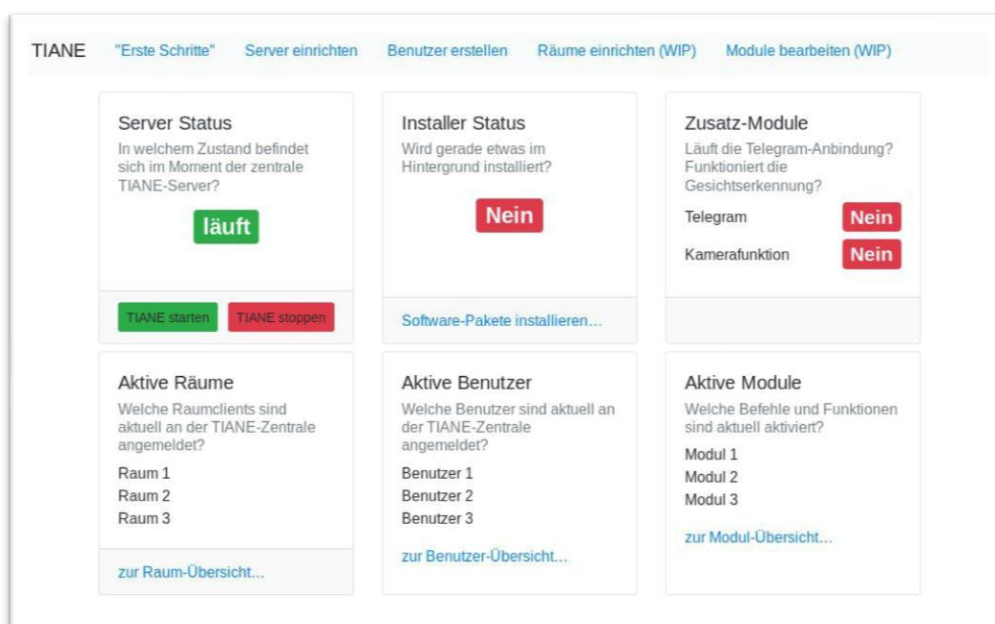 TIANE "Erste Schritte" Server einrichten Benutzer erstellen Räume einrichten (WIP) Module bearbeiten (WIP)
Server Status
In welchem Zustand befindet
sich im Moment der zentrale
TIANE-Server?
läuft
TIANE starten TIANE stoppen
Installer Status
Wird gerade etwas im
Hintergrund installiert?
Nein
Software-Pakete installieren...
Zusatz-Module
Läuft die Telegram-Anbindung?
Funktioniert die
Gesichtserkennung?
Telegram Nein
Kamerafunktion Nein
Aktive Räume
Welche Raumclients sind
aktuell an der TIANE-Zentrale
angemeldet?
Raum 1
Raum 2
Raum 3
zur Raum-Übersicht...
Aktive Benutzer
Welche Benutzer sind aktuell an
der TIANE-Zentrale
angemeldet?
Benutzer 1
Benutzer 2
Benutzer 3
zur Benutzer-Übersicht...
Aktive Module
Welche Befehle und Funktionen
sind aktuell aktiviert?
Modul 1
Modul 2
Modul 3
zur Modul-Übersicht...